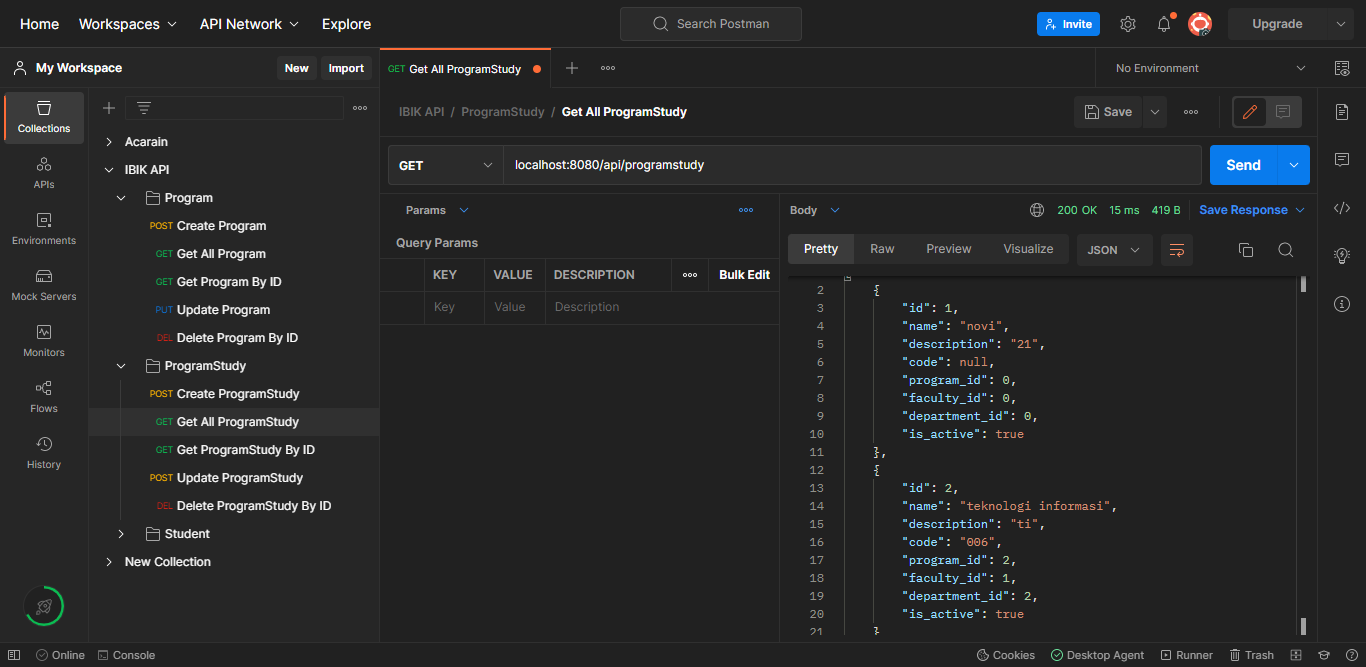 Home Workspaces API Network Explore Search Postman Invite Upgrade
My Workspace New Import GET Get All ProgramStudy No Environment
Collections
APIs
Environments
Mock Servers
Monitors
Flows
History
Acarain
IBIK API
Program
POST Create Program
GET Get All Program
GET Get Program By ID
PUT Update Program
DEL Delete Program By ID
ProgramStudy
POST Create ProgramStudy
GET Get All ProgramStudy
GET Get ProgramStudy By ID
POST Update ProgramStudy
DEL Delete ProgramStudy By ID
Student
New Collection
IBIK API / ProgramStudy / Get All ProgramStudy Save
GET localhost:8080/api/programstudy Send
Params
Query Params
KEY VALUE DESCRIPTION Bulk Edit
Key Value Description
Body 200 OK 15 ms 419 B Save Response
Pretty Raw Preview Visualize JSON
2 {
3 "id": 1,
4 "name": "novi",
5 "description": "21",
6 "code": null,
7 "program_id": 0,
8 "faculty_id": 0,
9 "department_id": 0,
10 "is_active": true
11 },
12 {
13 "id": 2,
14 "name": "teknologi informasi",
15 "description": "ti",
16 "code": "006",
17 "program_id": 2,
18 "faculty_id": 1,
19 "department_id": 2,
20 "is_active": true
21 }
Online Console Cookies Desktop Agent Runner Trash